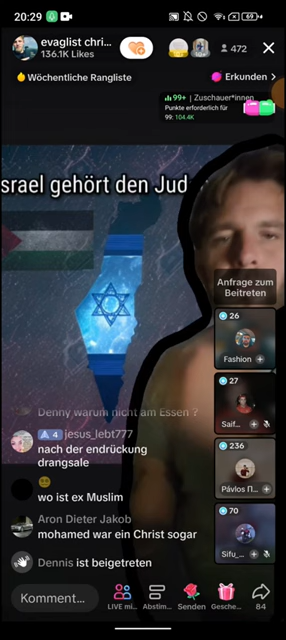 20:29
69
evaglist chri...
136.1K Likes
472
Wöchentliche Rangliste
Erkunden
99+ | Zuschauer*innen
Punkte erforderlich für
99: 104.4K
srael gehört den Jud
Anfrage zum
Beitreten
26
Fashion
27
Saif...
236
Pávlos Π...
70
Sifu_...
Denny warum nicht am Essen ?
4 jesus_lebt777
nach der endrückung
drangsale
wo ist ex Muslim
Aron Dieter Jakob
mohamed war ein Christ sogar
Dennis ist beigetreten
Komment...
LIVE mi...
Abstim...
Senden
Gesche...
84